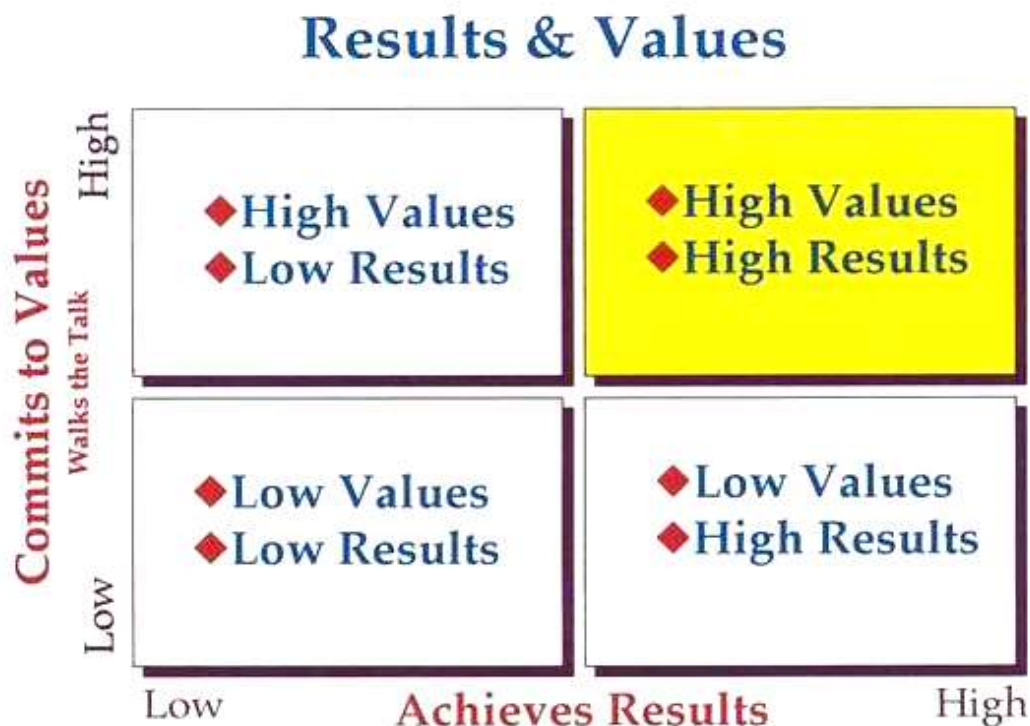 Results & Values
High
High Values
Low Results
High Values
High Results
Commits to Values
Walks the Talk
Low Values
Low Results
Low Values
High Results
Low
Low
Achieves Results
High